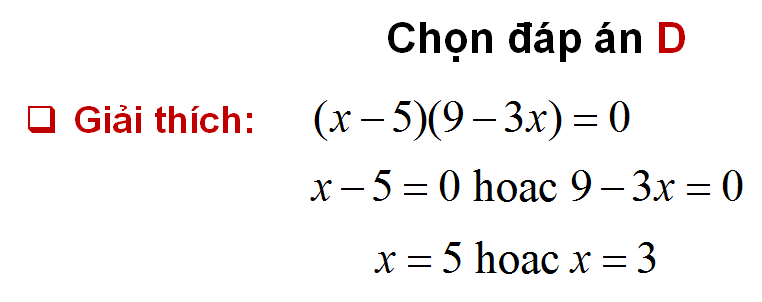 Chọn đáp án D
❑ Giải thích: (x − 5)(9 − 3x) = 0
x − 5 = 0 hoac 9 − 3x = 0
x = 5 hoac x = 3